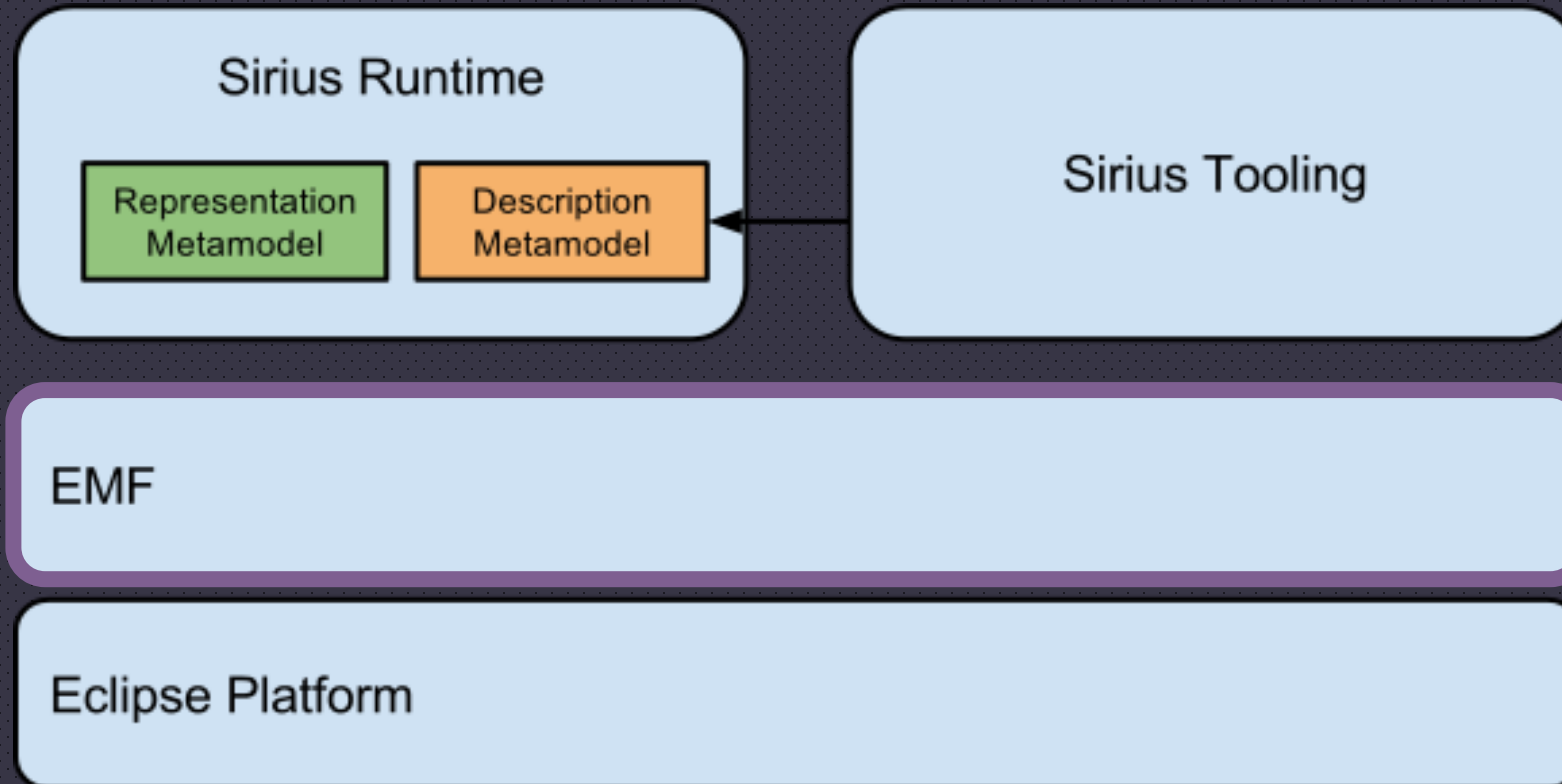 Sirius Runtime
Representation
Metamodel
Description
Metamodel
Sirius Tooling
EMF
Eclipse Platform